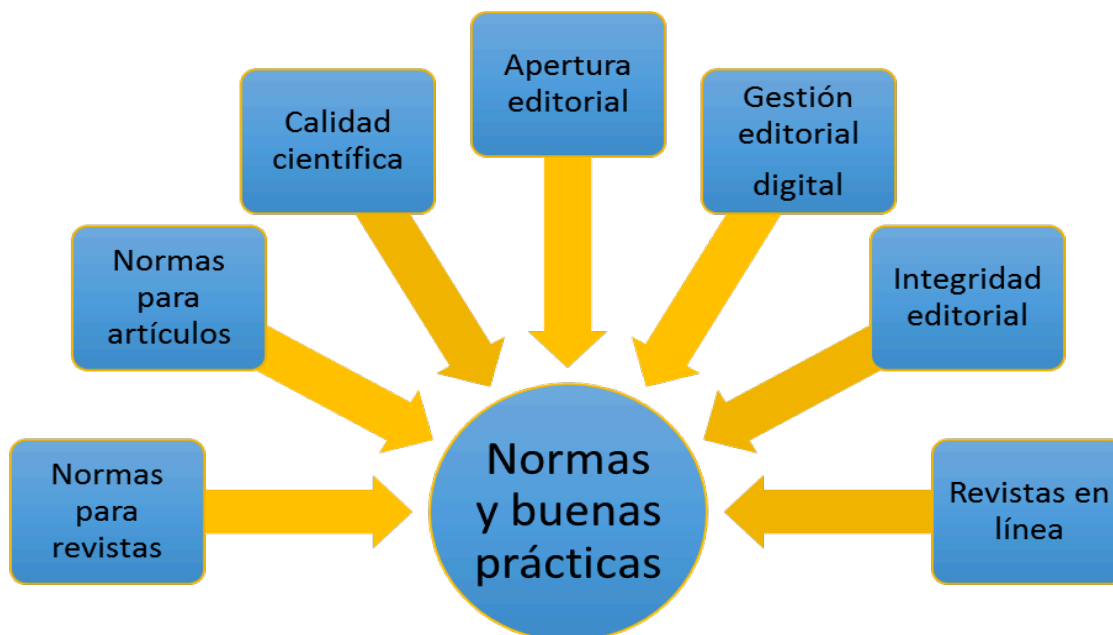 Apertura
editorial
Calidad
científica
Gestión
editorial
digital
Normas
para
artículos
Integridad
editorial
Normas
para
revistas
Normas
y buenas
prácticas
Revistas en
línea